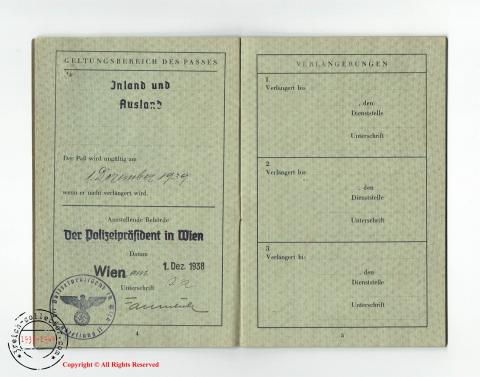 GELTUNGSBEREICH DES PASSES
Inland und
Ausland
Der Paß wird ungültig am
1. Dezember 1939
wenn er nicht verlängert wird.
Ausstellende Behörde
Der Polizeipräsident in Wien
Datum
Wien am 1. Dez. 1938
Unterschrift
4
VERLÄNGERUNGEN
1.
Verlängert bis
, den
Dienststelle
Unterschrift
2.
Verlängert bis
, den
Dienststelle
Unterschrift
3.
Verlängert bis
den
Dienststelle
Unterschrift
5
Copyright © All Rights Reserved